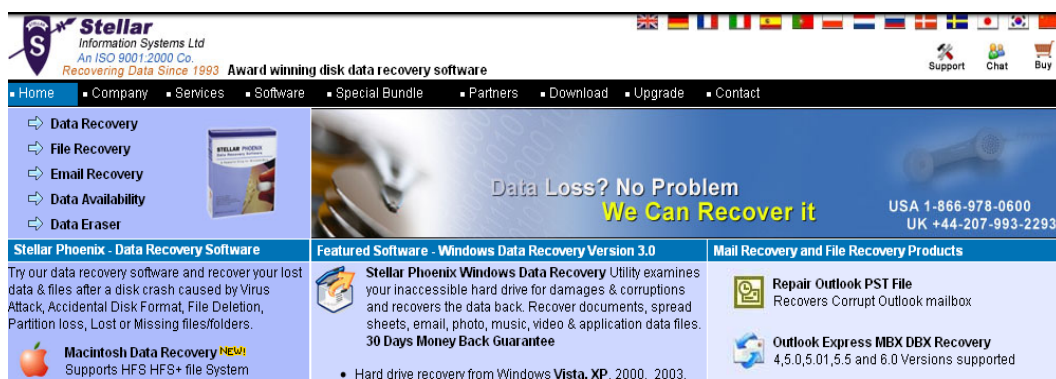 Stellar
Information Systems Ltd
An ISO 9001:2000 Co.
Recovering Data Since 1993 Award winning disk data recovery software
Support Chat Buy
Home Company Services Software Special Bundle Partners Download Upgrade Contact
Data Recovery
File Recovery
Email Recovery
Data Availability
Data Eraser
STELLAR PHOENIX
Data Loss? No Problem
We Can Recover it
USA 1-866-978-0600
UK +44-207-993-2293
Stellar Phoenix - Data Recovery Software
Try our data recovery software and recover your lost
data & files after a disk crash caused by Virus
Attack, Accidental Disk Format, File Deletion,
Partition loss, Lost or Missing files/folders.
Macintosh Data Recovery NEW!
Supports HFS HFS+ file System
Featured Software - Windows Data Recovery Version 3.0
Stellar Phoenix Windows Data Recovery Utility examines
your inaccessible hard drive for damages & corruptions
and recovers the data back. Recover documents, spread
sheets, email, photo, music, video & application data files.
30 Days Money Back Guarantee
• Hard drive recovery from Windows Vista, XP, 2000, 2003,
Mail Recovery and File Recovery Products
Repair Outlook PST File
Recovers Corrupt Outlook mailbox
Outlook Express MBX DBX Recovery
4,5.0,5.01,5.5 and 6.0 Versions supported